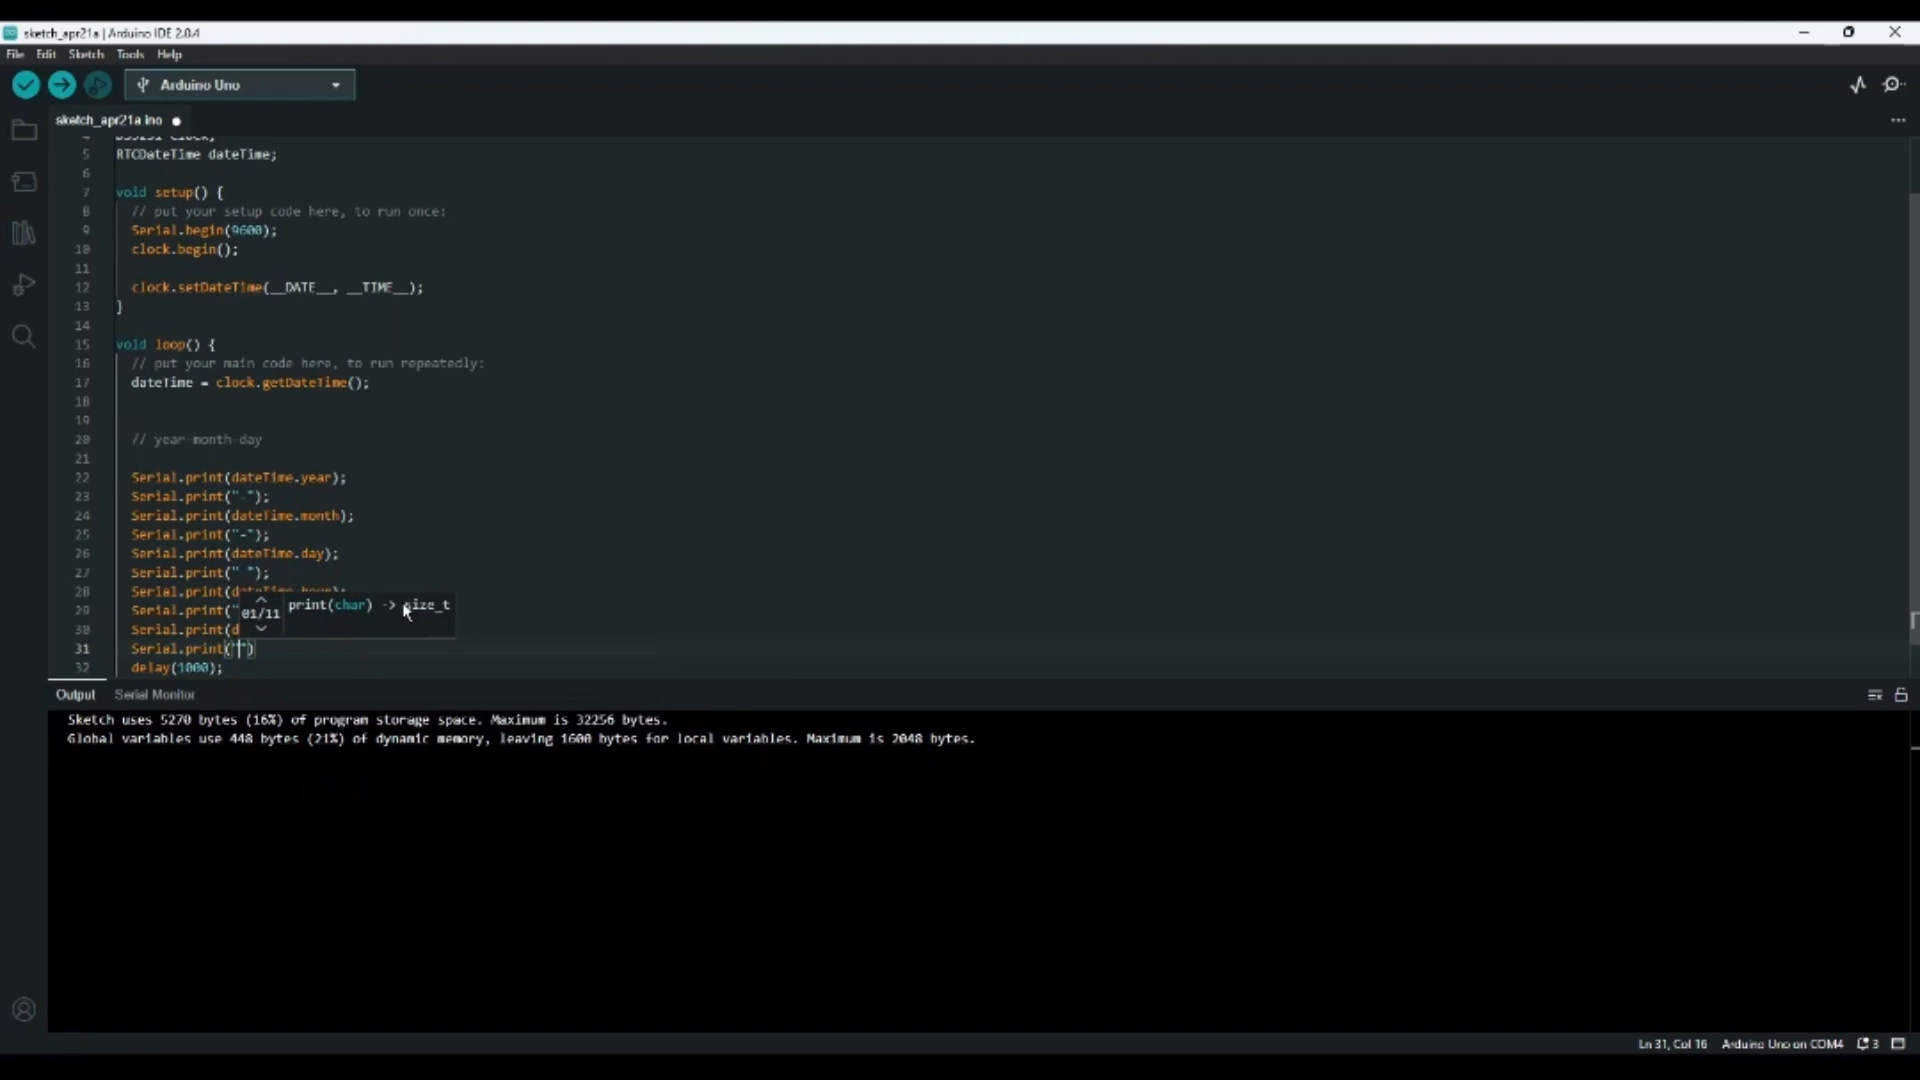 sketch_apr21a | Arduino IDE 2.0.4
File Edit Sketch Tools Help
Arduino Uno
sketch_apr21a.ino
5 RTCDateTime dateTime;
6
7 void setup() {
8 // put your setup code here, to run once:
9 Serial.begin(9600);
10 clock.begin();
11
12 clock.setDateTime(__DATE__, __TIME__);
13 }
14
15 void loop() {
16 // put your main code here, to run repeatedly:
17 dateTime = clock.getDateTime();
18
19
20 // year-month-day
21
22 Serial.print(dateTime.year);
23 Serial.print("-");
24 Serial.print(dateTime.month);
25 Serial.print("-");
26 Serial.print(dateTime.day);
27 Serial.print(" ");
28 Serial.print(dateTime.hour);
29 Serial.print("
30 Serial.print(d
01/11 print(char) -> size_t
31 Serial.print("")
32 delay(1000);
Output Serial Monitor
Sketch uses 5270 bytes (16%) of program storage space. Maximum is 32256 bytes.
Global variables use 448 bytes (21%) of dynamic memory, leaving 1600 bytes for local variables. Maximum is 2048 bytes.
Ln 31, Col 16 Arduino Uno on COM4 3